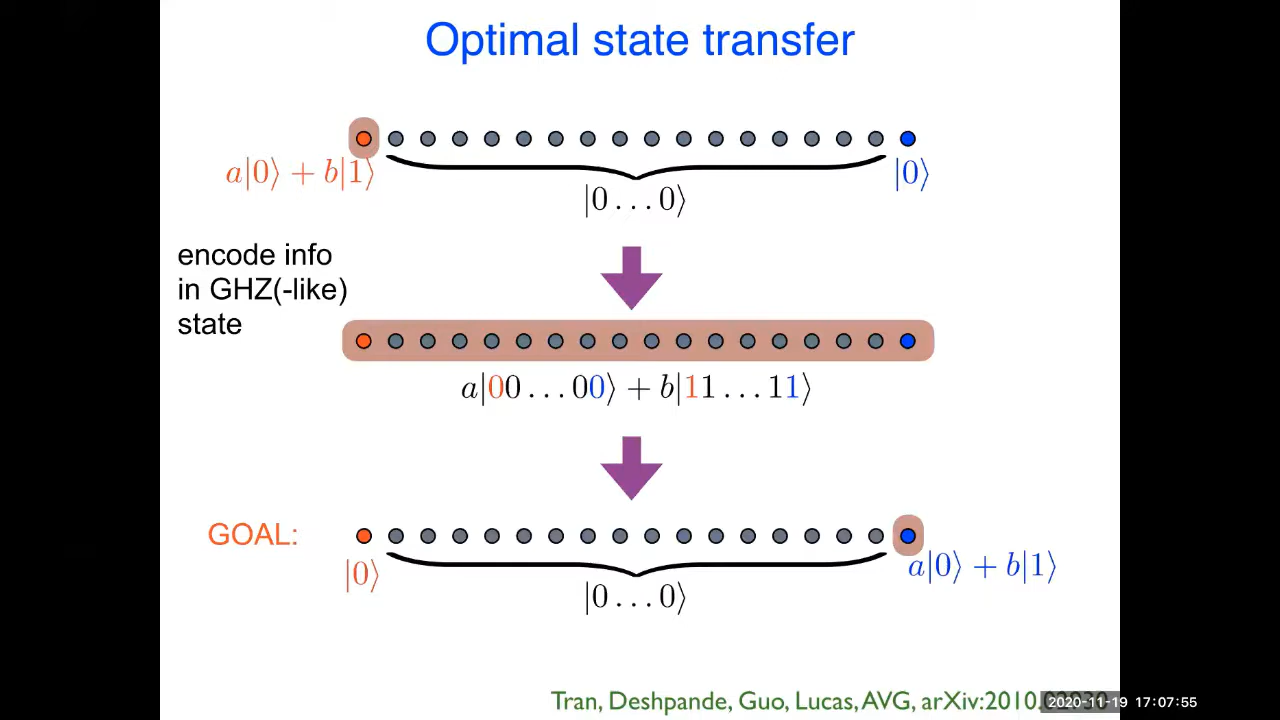 Optimal state transfer
a|0⟩ + b|1⟩
|0...0⟩
|0⟩
encode info
in GHZ(-like)
state
a|00...00⟩ + b|11...11⟩
GOAL:
|0⟩
|0...0⟩
a|0⟩ + b|1⟩
Tran, Deshpande, Guo, Lucas, AVG, arXiv:2010.
2020-11-19 17:07:55